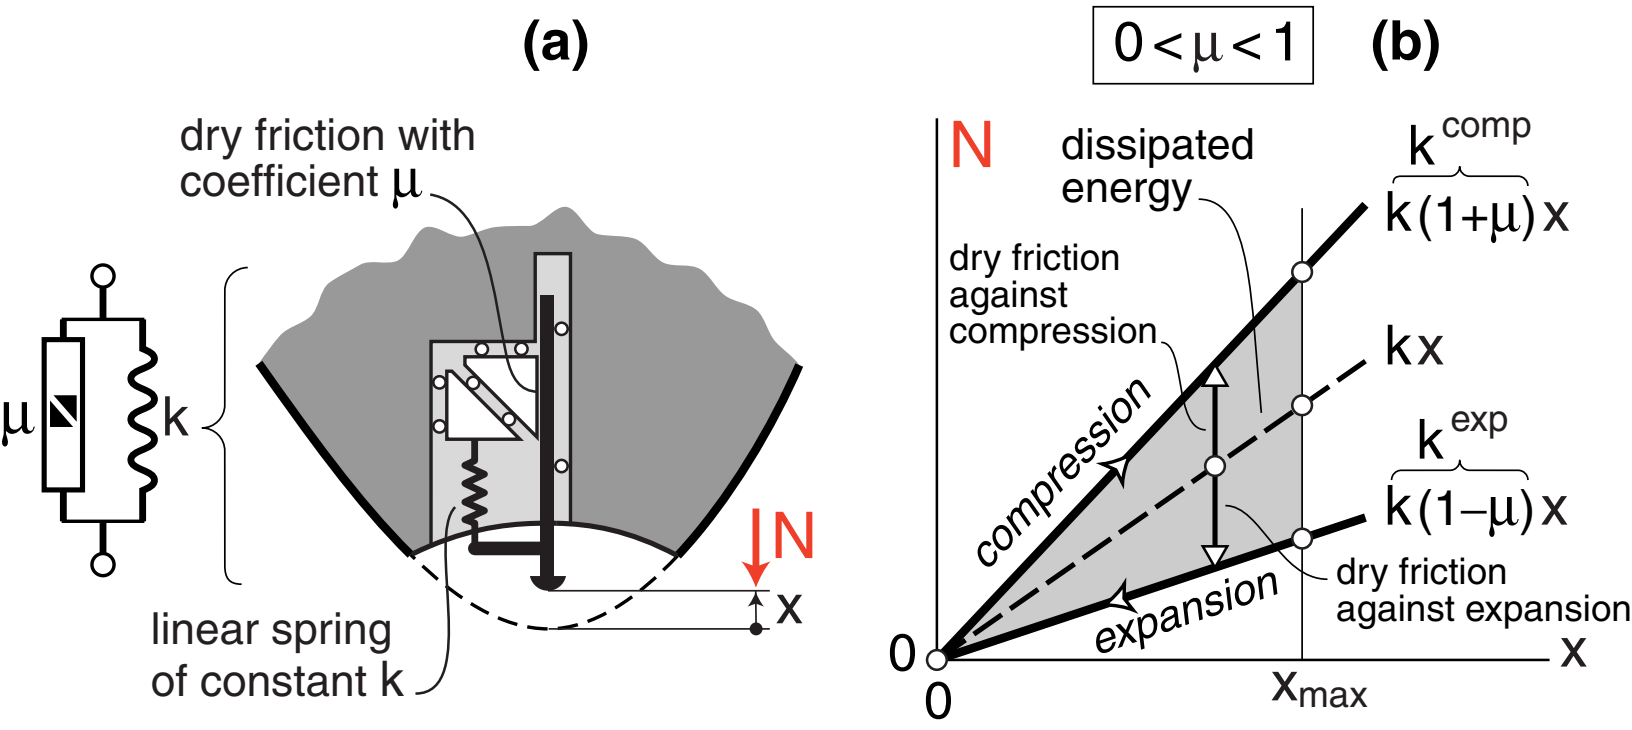 (a)
dry friction with
coefficient μ
μ
k
N
x
linear spring
of constant k
0<μ<1
(b)
N
dissipated
energy
k^comp
k(1+μ)x
dry friction
against
compression
kx
compression
k^exp
k(1–μ)x
expansion
dry friction
against expansion
0
x
0
x_max